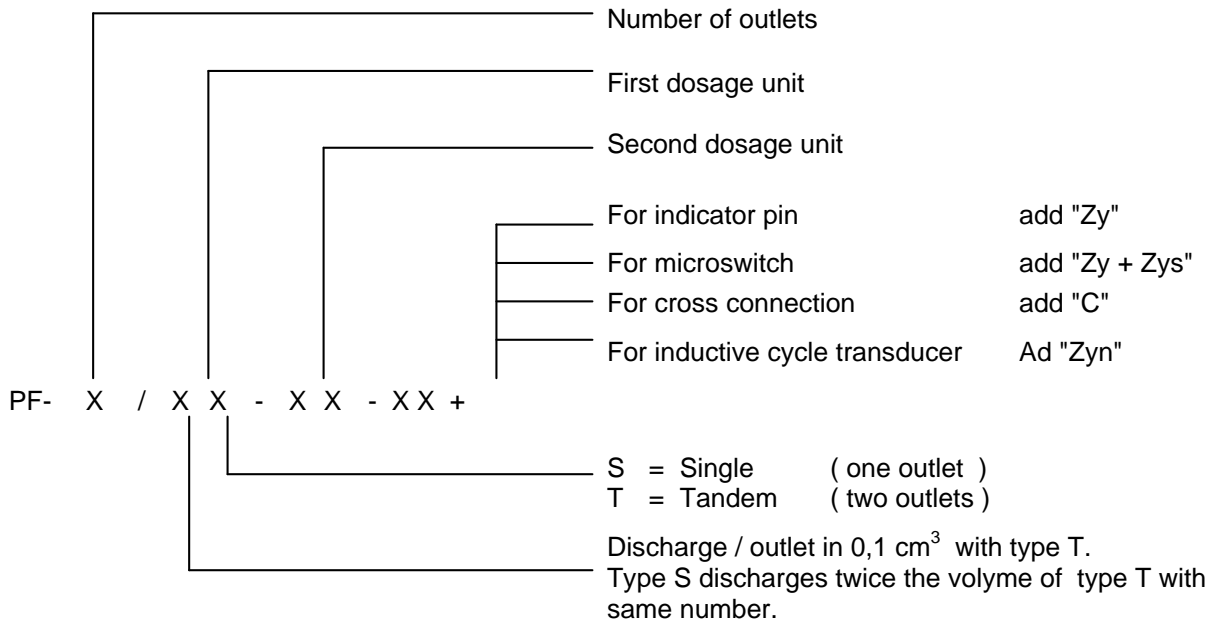 Number of outlets
First dosage unit
Second dosage unit
For indicator pin add "Zy"
For microswitch add "Zy + Zys"
For cross connection add "C"
For inductive cycle transducer Ad "Zyn"
PF- X / X X - X X - X X +
S = Single ( one outlet )
T = Tandem ( two outlets )
Discharge / outlet in 0,1 cm³ with type T.
Type S discharges twice the volyme of type T with
same number.